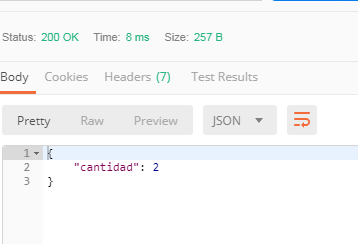 Status: 200 OK Time: 8 ms Size: 257 B
Body Cookies Headers (7) Test Results
Pretty Raw Preview JSON
1 {
2 "cantidad": 2
3 }